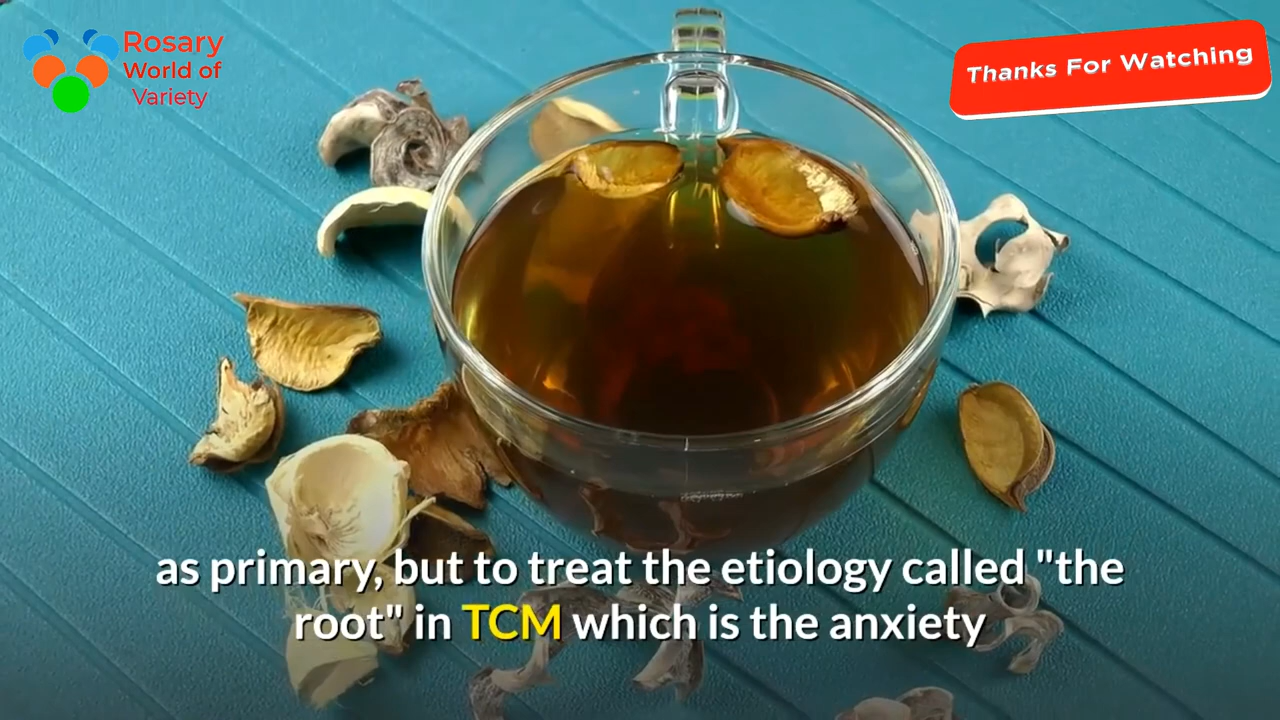 Rosary
World of
Variety
Thanks For Watching
as primary, but to treat the etiology called "the
root" in TCM which is the anxiety